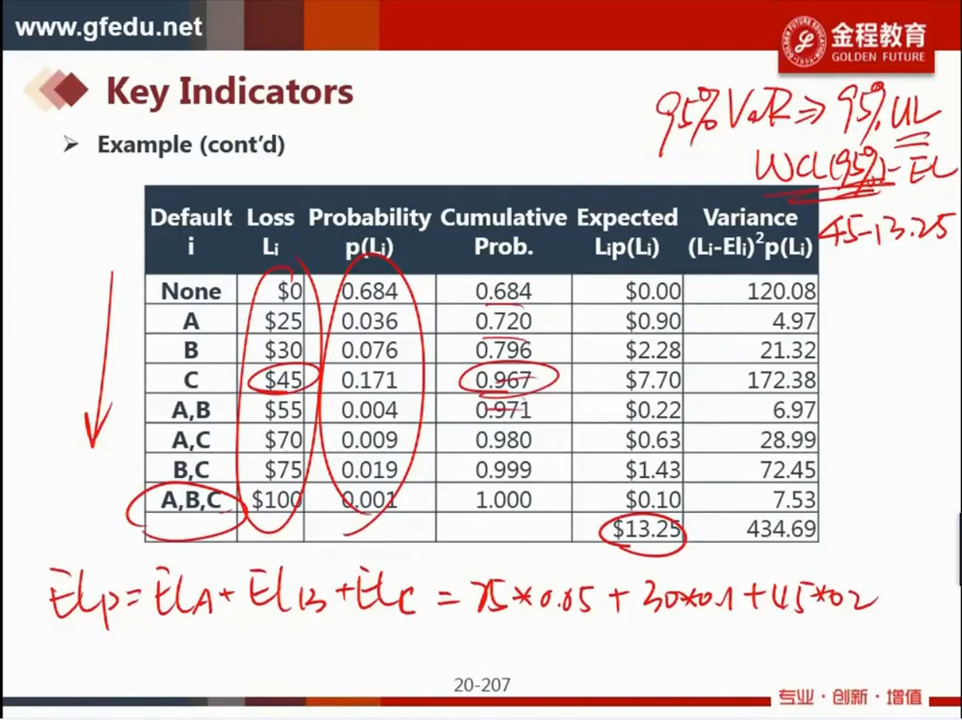 www.gfedu.net
金程教育
GOLDEN FUTURE
Key Indicators
Example (cont'd)
95% VaR ⇒ 95% UL
WCL(95%)-EL
45-13.25
Default i Loss Li Probability p(Li) Cumulative Prob. Expected Lip(Li) Variance (Li-Eli)²p(Li)
None $0 0.684 0.684 $0.00 120.08
A $25 0.036 0.720 $0.90 4.97
B $30 0.076 0.796 $2.28 21.32
C $45 0.171 0.967 $7.70 172.38
A,B $55 0.004 0.971 $0.22 6.97
A,C $70 0.009 0.980 $0.63 28.99
B,C $75 0.019 0.999 $1.43 72.45
A,B,C $100 0.001 1.000 $0.10 7.53
$13.25 434.69
ELP = ELA + ELB + ELC = 25*0.05 + 30*0.1 + 45*0.2
20-207
专业·创新·增值